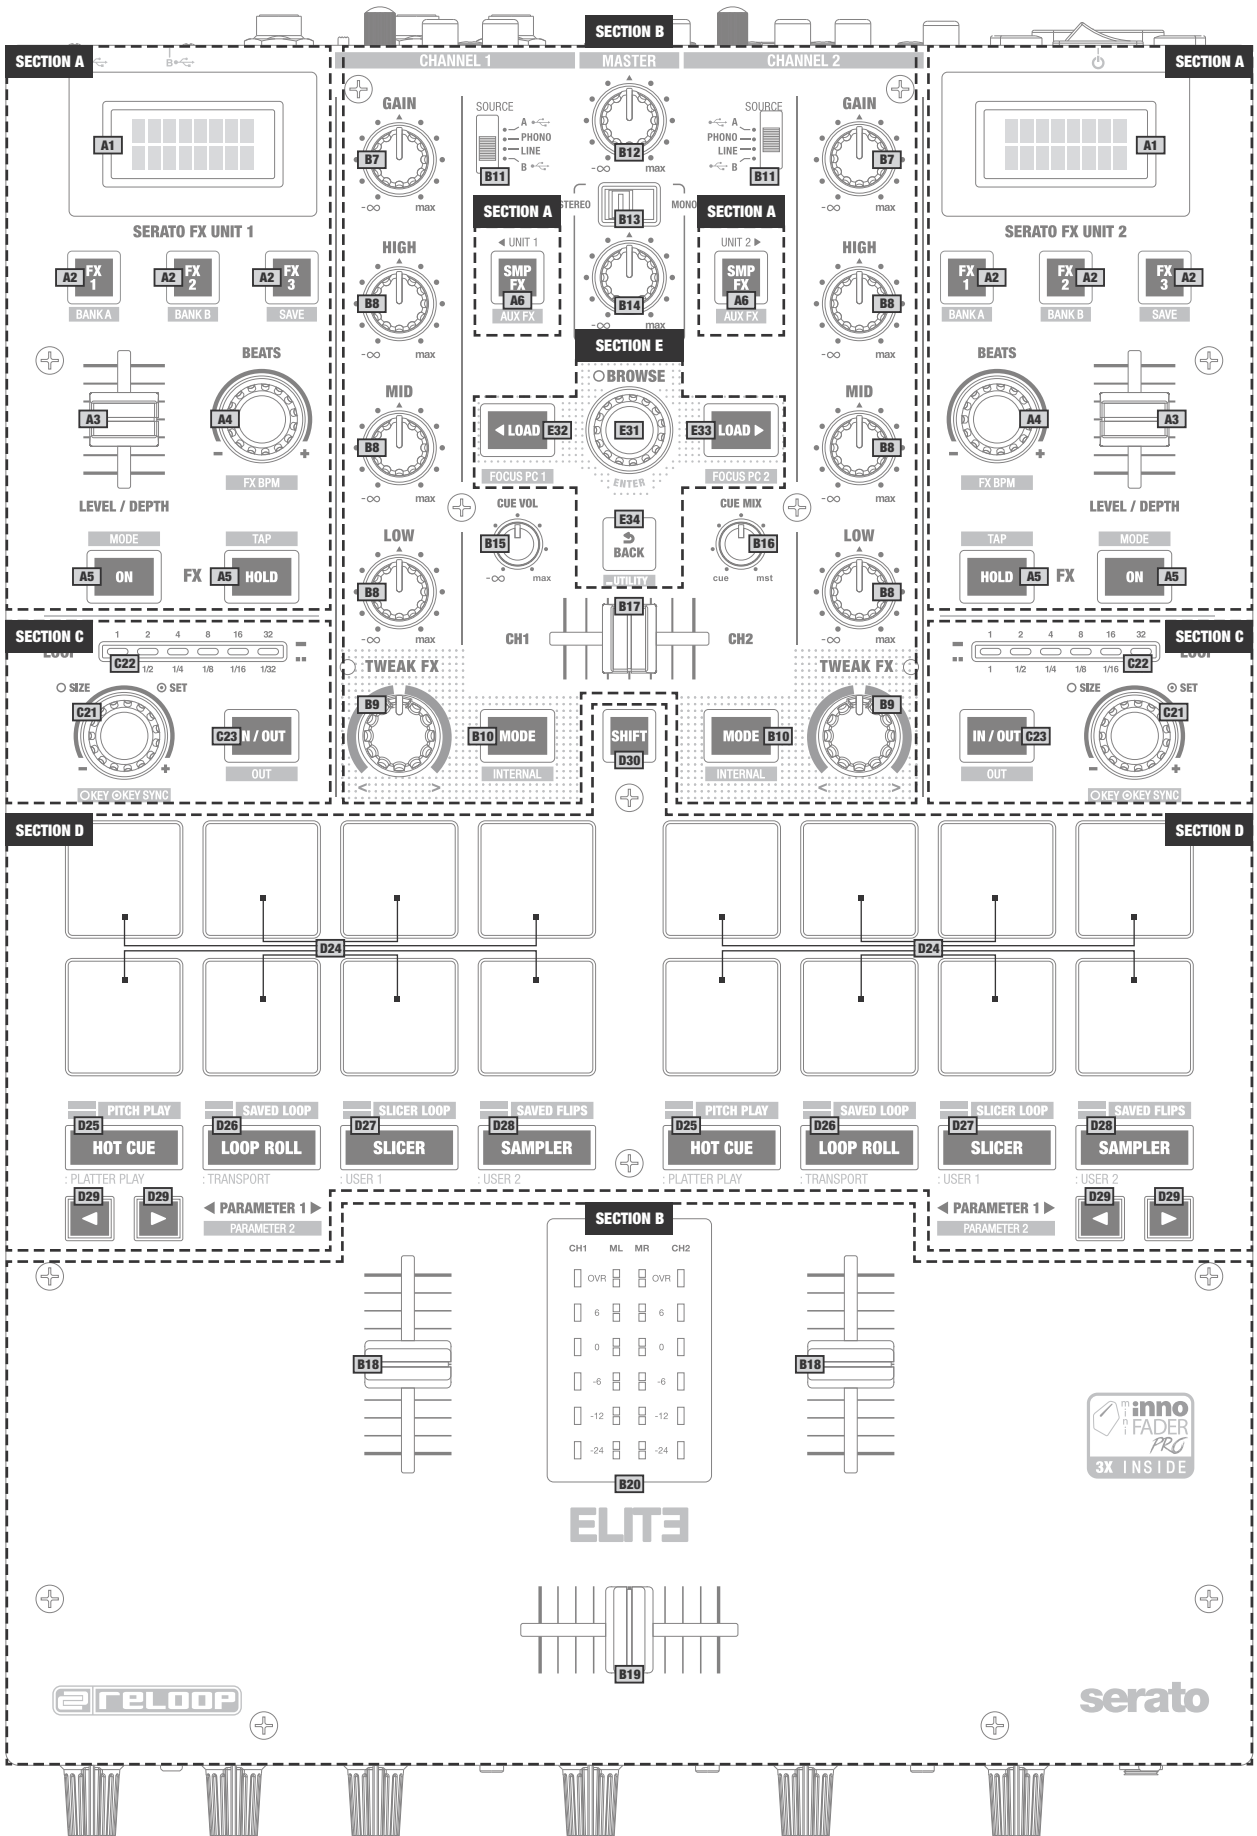 SECTION B
SECTION A
SECTION A
B
CHANNEL 1
MASTER
CHANNEL 2
A1
SERATO FX UNIT 1
A2 FX 1
A2 FX 2
A2 FX 3
BANK A
BANK B
SAVE
BEATS
A3
A4
- +
FX BPM
LEVEL / DEPTH
MODE
TAP
A5 ON
FX
A5 HOLD
GAIN
B7
-∞ max
HIGH
B8
-∞ max
MID
B8
-∞ max
LOW
B8
-∞ max
SOURCE
A
PHONO
LINE
B
B11
B12
-∞ max
SOURCE
A
PHONO
LINE
B
B11
SECTION A
STEREO
B13
MONO
SECTION A
◀ UNIT 1
SMP FX
A6
AUX FX
B14
-∞ max
UNIT 2 ▶
SMP FX
A6
AUX FX
SECTION E
BROWSE
◀ LOAD E32
E31
E33 LOAD ▶
FOCUS PC 1
ENTER
FOCUS PC 2
CUE VOL
B15
-∞ max
E34
BACK
UTILITY
CUE MIX
B16
cue mst
CH1
B17
CH2
GAIN
B7
-∞ max
HIGH
B8
-∞ max
MID
B8
-∞ max
LOW
B8
-∞ max
A1
SERATO FX UNIT 2
FX 1 A2
FX 2 A2
FX 3 A2
BANK A
BANK B
SAVE
BEATS
A4
A3
- +
FX BPM
LEVEL / DEPTH
TAP
MODE
HOLD A5
FX
ON A5
SECTION C
SECTION C
1 2 4 8 16 32
C22
1/2 1/4 1/8 1/16 1/32
SIZE
SET
C21
- +
KEY KEY SYNC
C23 IN / OUT
OUT
TWEAK FX
B9
< >
B10 MODE
INTERNAL
SHIFT
D30
MODE B10
INTERNAL
TWEAK FX
B9
< >
1 2 4 8 16 32
C22
1 1/2 1/4 1/8 1/16
LOOP
SIZE
SET
IN / OUT C23
OUT
C21
- +
KEY KEY SYNC
SECTION D
SECTION D
D24
D24
PITCH PLAY
SAVED LOOP
SLICER LOOP
SAVED FLIPS
PITCH PLAY
SAVED LOOP
SLICER LOOP
SAVED FLIPS
D25
D26
D27
D28
D25
D26
D27
D28
HOT CUE
LOOP ROLL
SLICER
SAMPLER
HOT CUE
LOOP ROLL
SLICER
SAMPLER
: PLATTER PLAY
: TRANSPORT
: USER 1
: USER 2
: PLATTER PLAY
: TRANSPORT
: USER 1
: USER 2
D29
D29
◀ PARAMETER 1 ▶
PARAMETER 2
◀ PARAMETER 1 ▶
PARAMETER 2
D29
D29
SECTION B
CH1 ML MR CH2
OVR OVR
6 6
0 0
-6 -6
-12 -12
-24 -24
B18
B18
B20
mini inno
FADER
PRO
3X INSIDE
ELITE
B19
reloop
serato